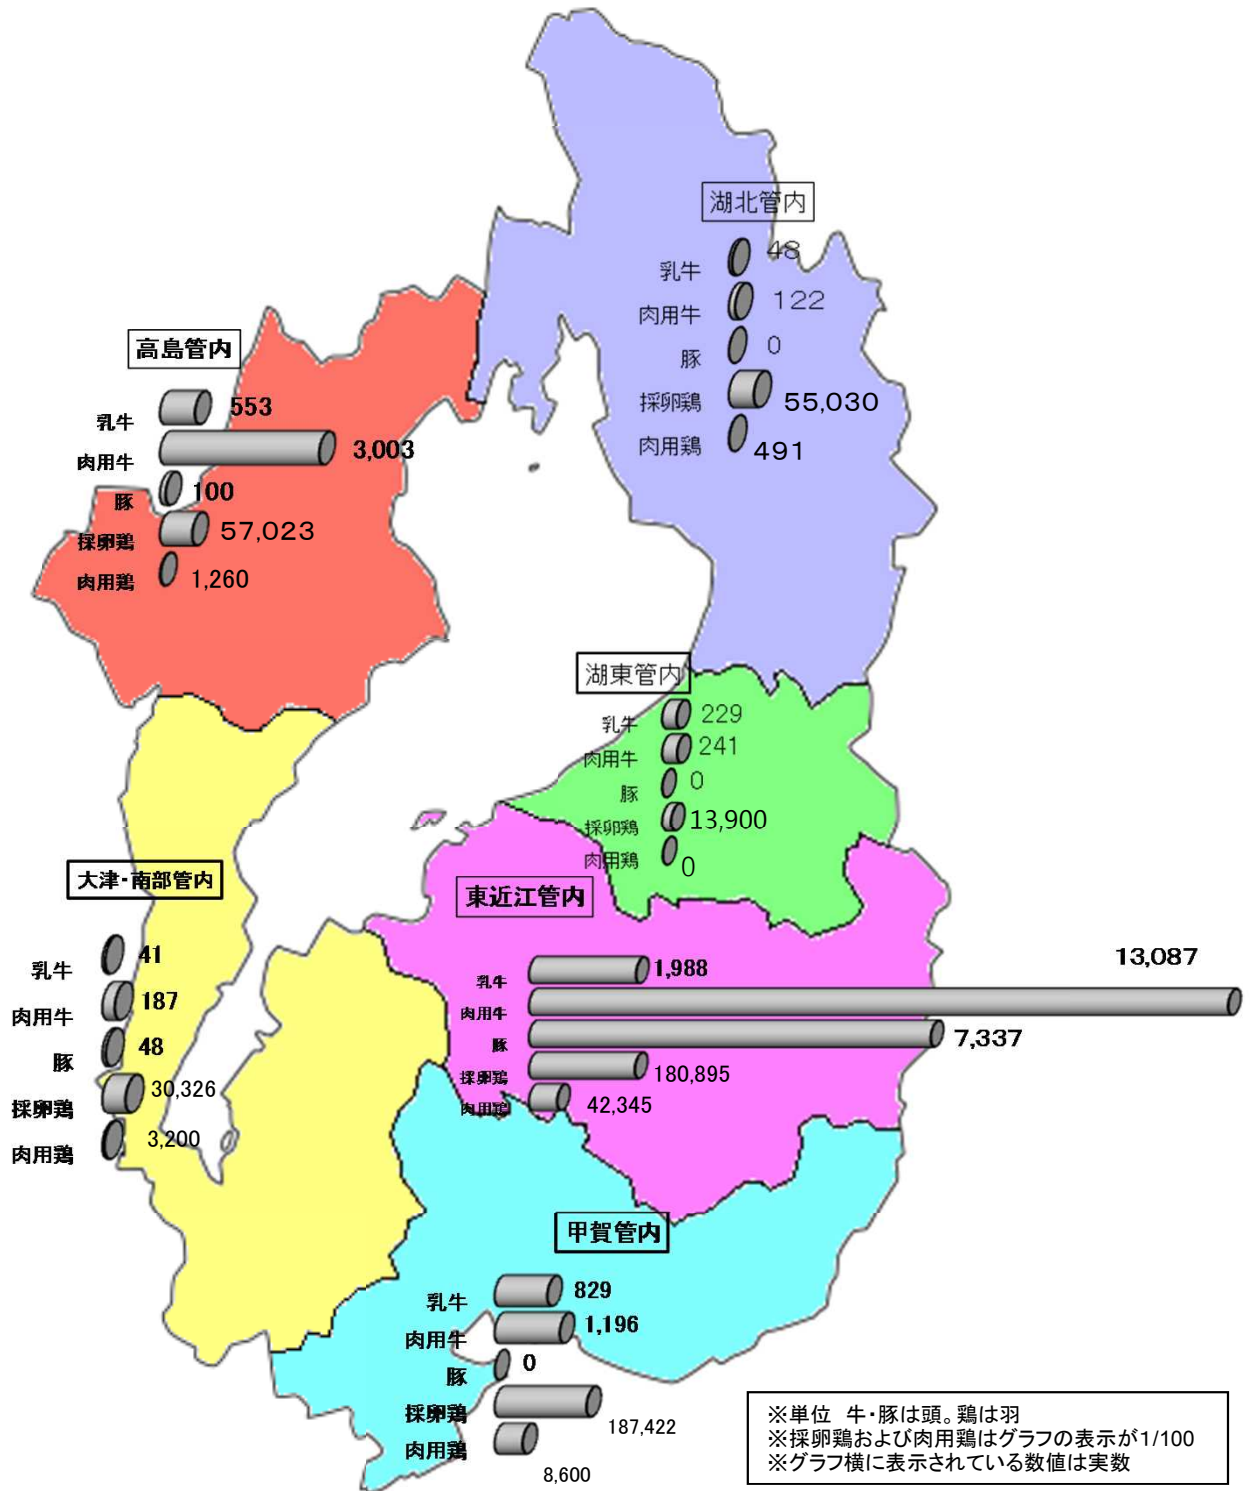 湖北管内
乳牛 48
肉用牛 122
豚 0
採卵鶏 55,030
肉用鶏 491
高島管内
乳牛 553
肉用牛 3,003
豚 100
採卵鶏 57,023
肉用鶏 1,260
湖東管内
乳牛 229
肉用牛 241
豚 0
採卵鶏 13,900
肉用鶏 0
大津・南部管内
乳牛 41
肉用牛 187
豚 48
採卵鶏 30,326
肉用鶏 3,200
東近江管内
乳牛 1,988
肉用牛 13,087
豚 7,337
採卵鶏 180,895
肉用鶏 42,345
甲賀管内
乳牛 829
肉用牛 1,196
豚 0
採卵鶏 187,422
肉用鶏 8,600
※単位 牛・豚は頭。鶏は羽
※採卵鶏および肉用鶏はグラフの表示が1/100
※グラフ横に表示されている数値は実数